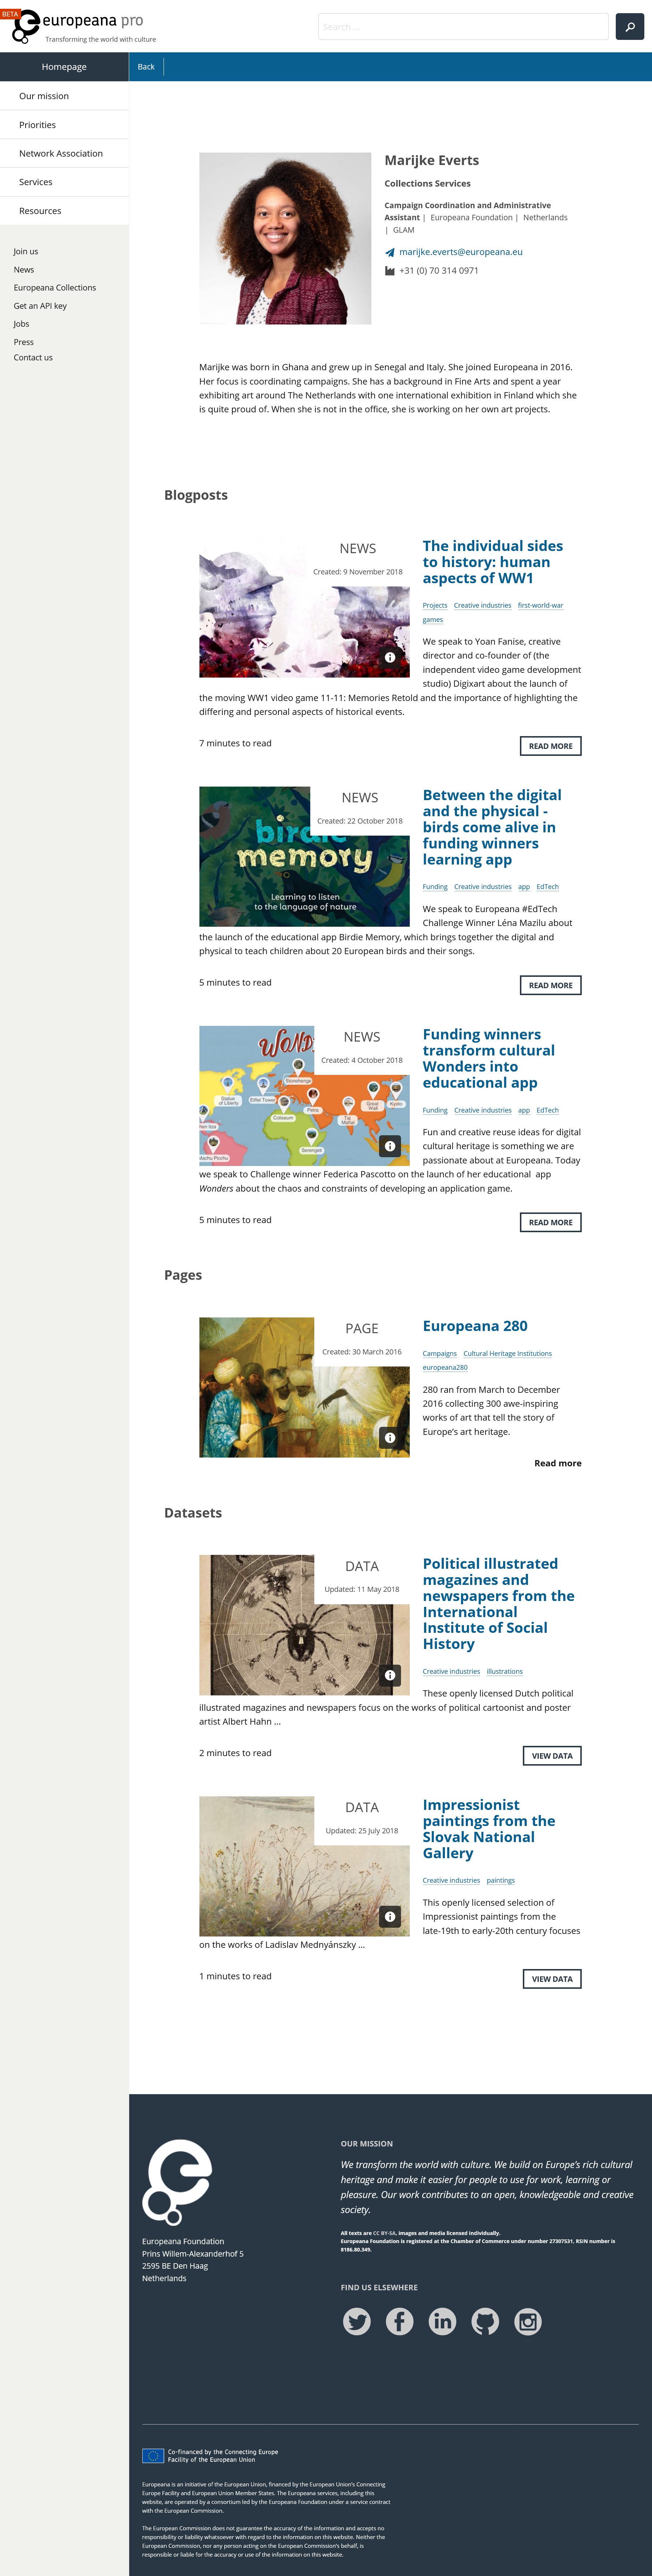 BETA
europeana pro
Transforming the world with culture
Search ...
Homepage
Back
Our mission
Priorities
Network Association
Services
Resources
Join us
News
Europeana Collections
Get an API key
Jobs
Press
Contact us
Marijke Everts
Collections Services
Campaign Coordination and Administrative
Assistant | Europeana Foundation | Netherlands
| GLAM
marijke.everts@europeana.eu
+31 (0) 70 314 0971
Marijke was born in Ghana and grew up in Senegal and Italy. She joined Europeana in 2016.
Her focus is coordinating campaigns. She has a background in Fine Arts and spent a year
exhibiting art around The Netherlands with one international exhibition in Finland which she
is quite proud of. When she is not in the office, she is working on her own art projects.
Blogposts
NEWS
Created: 9 November 2018
The individual sides
to history: human
aspects of WW1
Projects Creative industries first-world-war
games
We speak to Yoan Fanise, creative
director and co-founder of (the
independent video game development
studio) Digixart about the launch of
the moving WW1 video game 11-11: Memories Retold and the importance of highlighting the
differing and personal aspects of historical events.
7 minutes to read
READ MORE
NEWS
Created: 22 October 2018
birdie
memory
Learning to listen
to the language of nature
Between the digital
and the physical -
birds come alive in
funding winners
learning app
Funding Creative industries app EdTech
We speak to Europeana #EdTech
Challenge Winner Léna Mazilu about
the launch of the educational app Birdie Memory, which brings together the digital and
physical to teach children about 20 European birds and their songs.
5 minutes to read
READ MORE
NEWS
Created: 4 October 2018
Stonehenge
Statue
of Liberty
Eiffel Tower
Colosseum
Petra
Taj
Mahal
Great
Wall
Kyoto
Machu Picchu
Serengeti
Funding winners
transform cultural
Wonders into
educational app
Funding Creative industries app EdTech
Fun and creative reuse ideas for digital
cultural heritage is something we are
passionate about at Europeana. Today
we speak to Challenge winner Federica Pascotto on the launch of her educational app
Wonders about the chaos and constraints of developing an application game.
5 minutes to read
READ MORE
Pages
PAGE
Created: 30 March 2016
Europeana 280
Campaigns Cultural Heritage Institutions
europeana280
280 ran from March to December
2016 collecting 300 awe-inspiring
works of art that tell the story of
Europe's art heritage.
Read more
Datasets
DATA
Updated: 11 May 2018
Political illustrated
magazines and
newspapers from the
International
Institute of Social
History
Creative industries illustrations
These openly licensed Dutch political
illustrated magazines and newspapers focus on the works of political cartoonist and poster
artist Albert Hahn ...
2 minutes to read
VIEW DATA
DATA
Updated: 25 July 2018
Impressionist
paintings from the
Slovak National
Gallery
Creative industries paintings
This openly licensed selection of
Impressionist paintings from the
late-19th to early-20th century focuses
on the works of Ladislav Mednyánszky ...
1 minutes to read
VIEW DATA
Europeana Foundation
Prins Willem-Alexanderhof 5
2595 BE Den Haag
Netherlands
OUR MISSION
We transform the world with culture. We build on Europe's rich cultural
heritage and make it easier for people to use for work, learning or
pleasure. Our work contributes to an open, knowledgeable and creative
society.
All texts are CC BY-SA, images and media licensed individually.
Europeana Foundation is registered at the Chamber of Commerce under number 27307531, RSIN number is
8186.80.349.
FIND US ELSEWHERE
Co-financed by the Connecting Europe
Facility of the European Union
Europeana is an initiative of the European Union, financed by the European Union's Connecting
Europe Facility and European Union Member States. The Europeana services, including this
website, are operated by a consortium led by the Europeana Foundation under a service contract
with the European Commission.
The European Commission does not guarantee the accuracy of the information and accepts no
responsibility or liability whatsoever with regard to the information on this website. Neither the
European Commission, nor any person acting on the European Commission's behalf, is
responsible or liable for the accuracy or use of the information on this website.